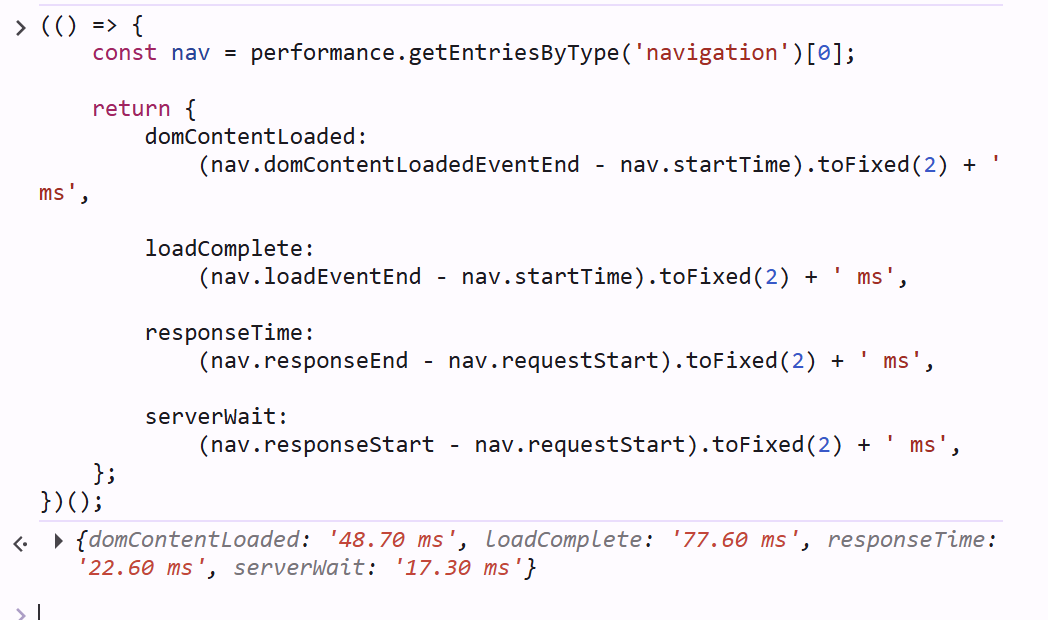 (() => {
const nav = performance.getEntriesByType('navigation')[0];
return {
domContentLoaded:
(nav.domContentLoadedEventEnd - nav.startTime).toFixed(2) + '
ms',
loadComplete:
(nav.loadEventEnd - nav.startTime).toFixed(2) + ' ms',
responseTime:
(nav.responseEnd - nav.requestStart).toFixed(2) + ' ms',
serverWait:
(nav.responseStart - nav.requestStart).toFixed(2) + ' ms',
};
})();
{domContentLoaded: '48.70 ms', loadComplete: '77.60 ms', responseTime:
'22.60 ms', serverWait: '17.30 ms'}